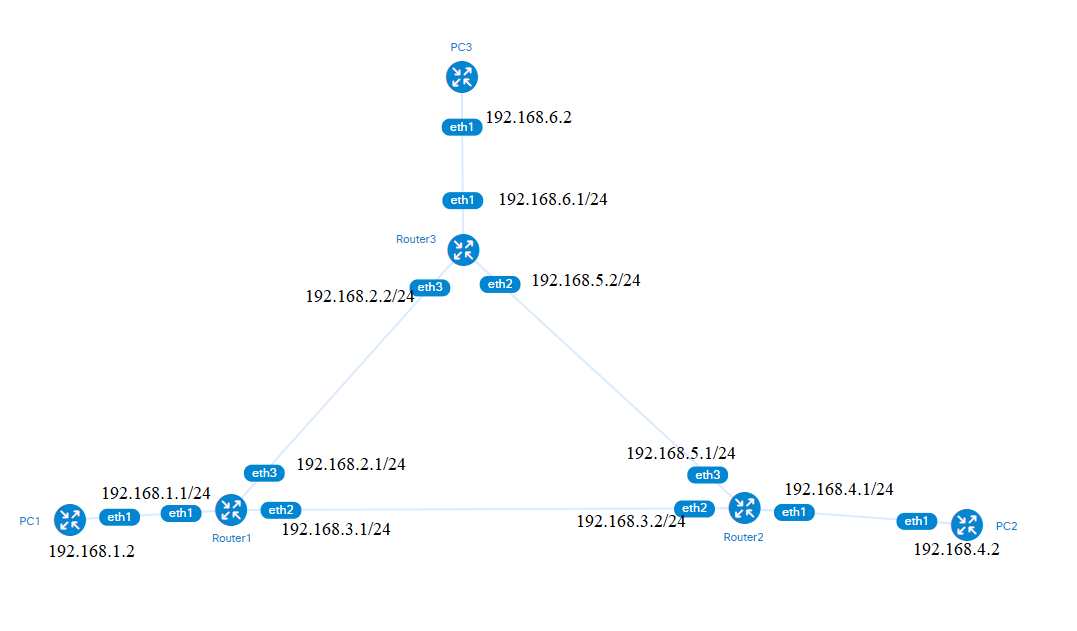 PC3
192.168.6.2
eth1
eth1
192.168.6.1/24
Router3
192.168.5.2/24
eth3
eth2
192.168.2.2/24
192.168.5.1/24
192.168.2.1/24
eth3
eth3
192.168.4.1/24
192.168.1.1/24
eth2
eth1
PC1
eth1
eth1
eth2
192.168.3.2/24
eth1
PC2
192.168.3.1/24
Router1
Router2
192.168.1.2
192.168.4.2